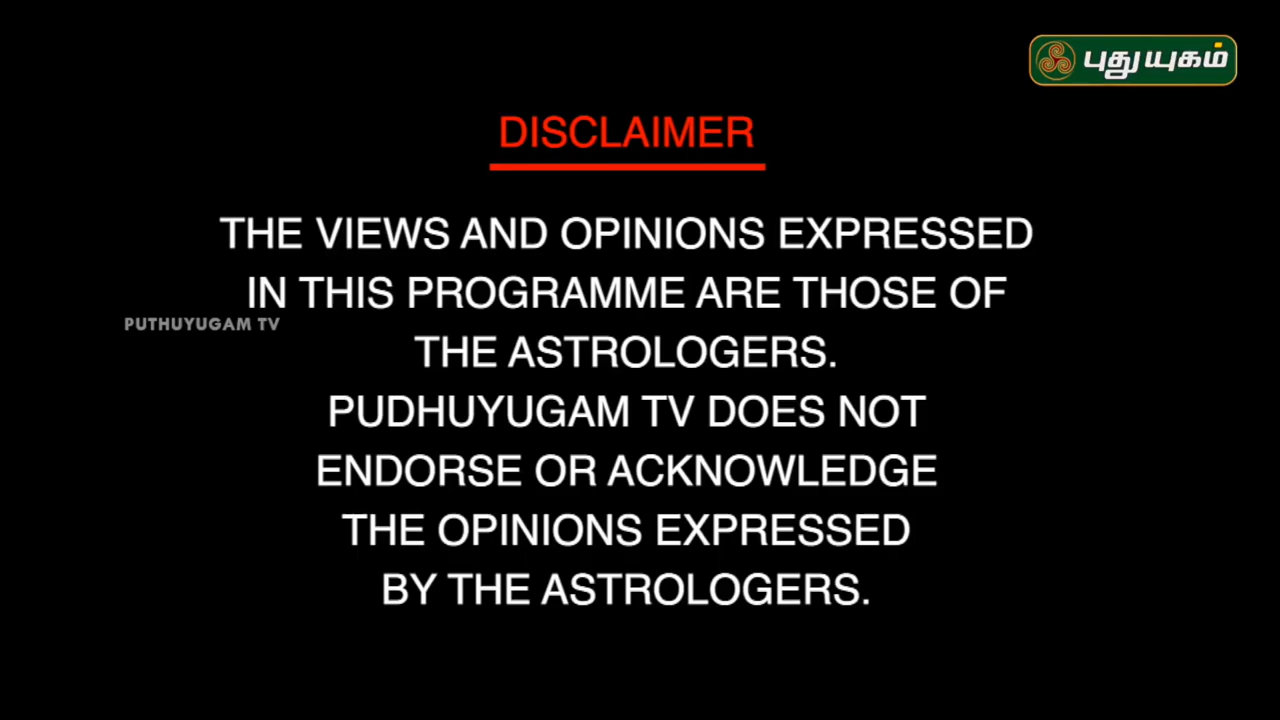 புதுயுகம்
DISCLAIMER
THE VIEWS AND OPINIONS EXPRESSED
IN THIS PROGRAMME ARE THOSE OF
PUTHUYUGAM TV
THE ASTROLOGERS.
PUDHUYUGAM TV DOES NOT
ENDORSE OR ACKNOWLEDGE
THE OPINIONS EXPRESSED
BY THE ASTROLOGERS.